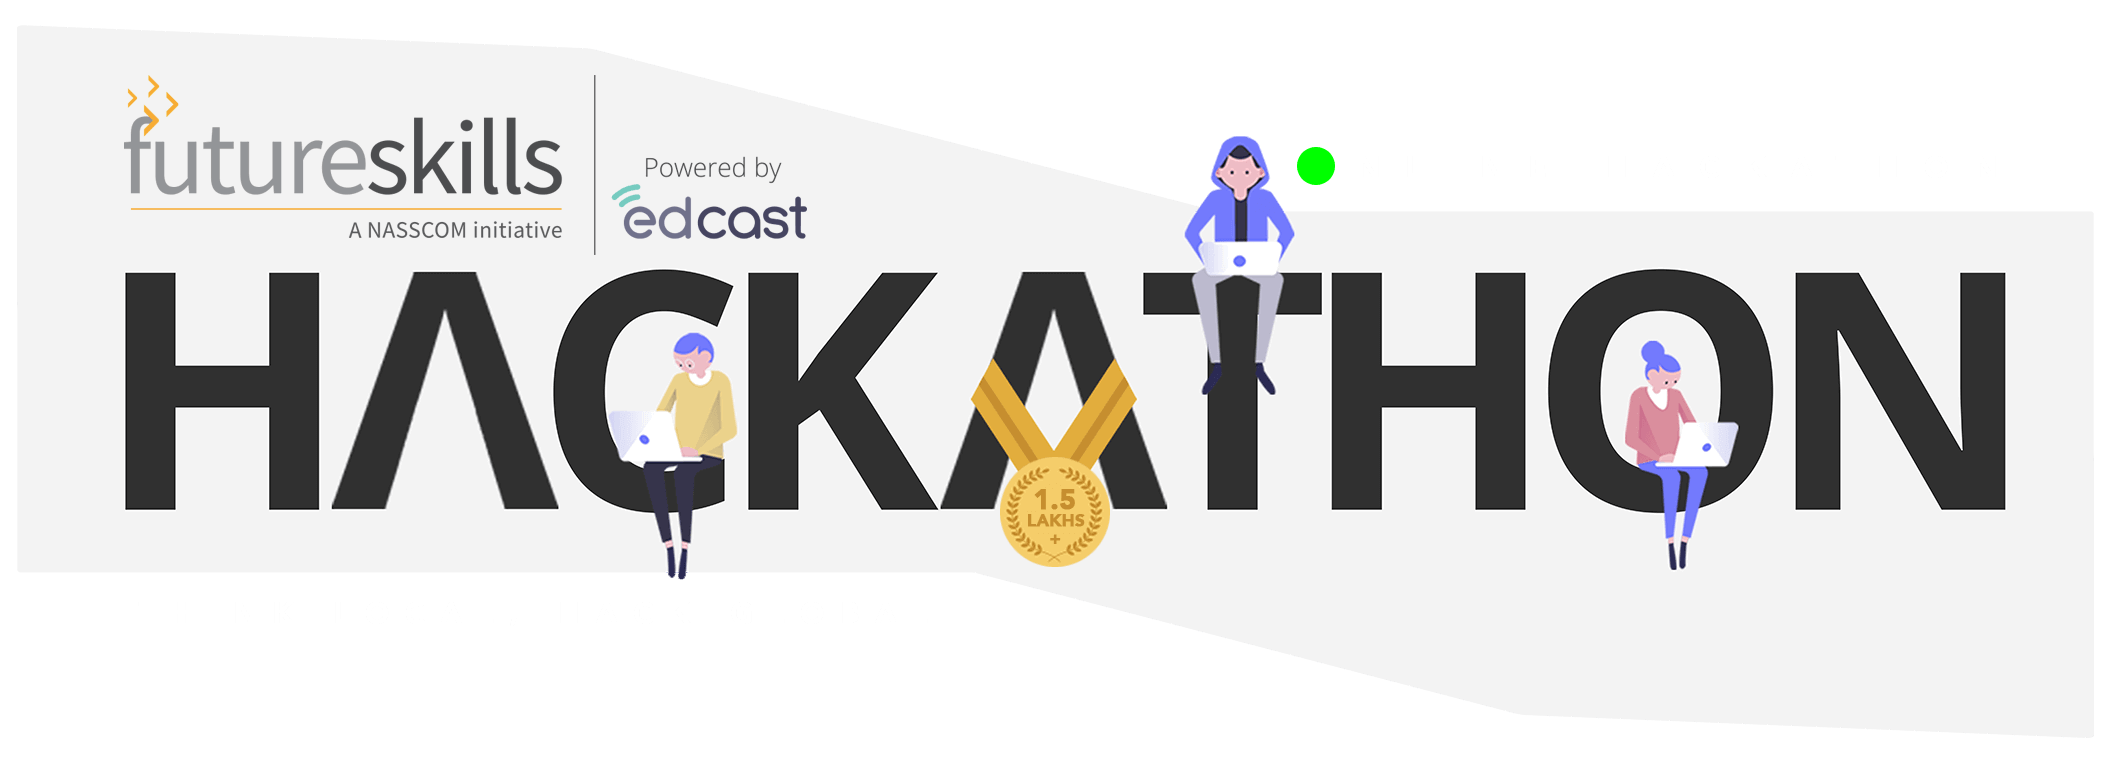 futureskills
A NASSCOM initiative
Powered by
edcast
HACKATHON
1.5
LAKHS
+